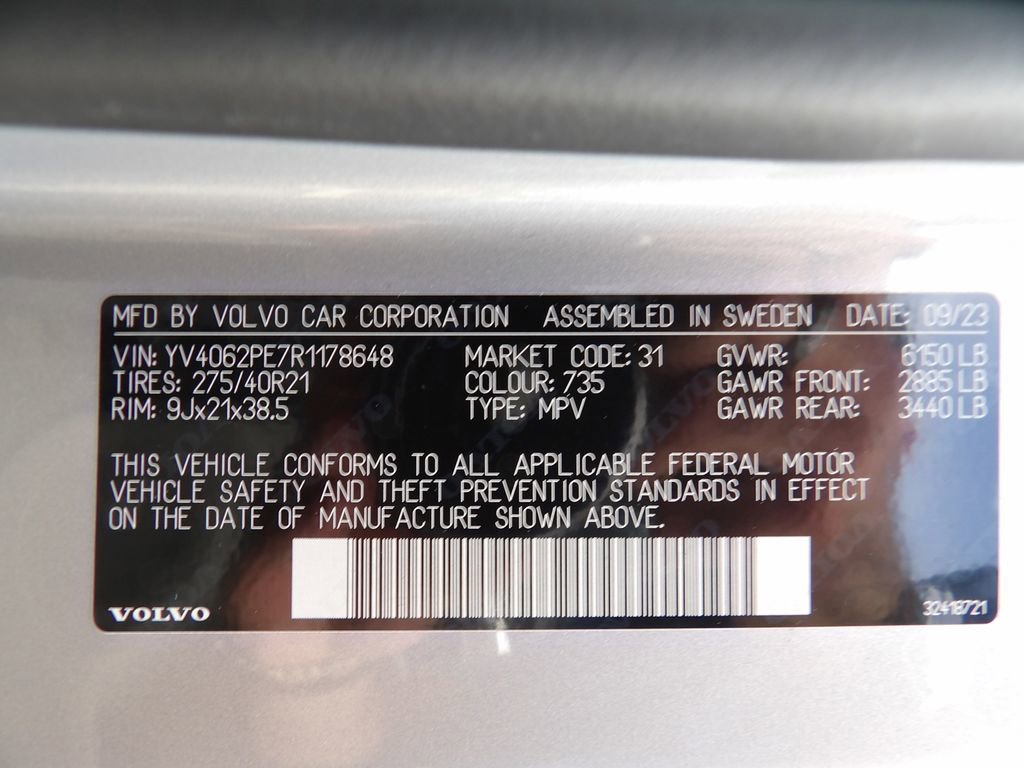 MFD BY VOLVO CAR CORPORATION ASSEMBLED IN SWEDEN DATE: 09/23
VIN: YV4062PE7R1178648 MARKET CODE: 31 GVWR: 6150 LB
TIRES: 275/40R21 COLOUR: 735 GAWR FRONT: 2885 LB
RIM: 9Jx21x38.5 TYPE: MPV GAWR REAR: 3440 LB
THIS VEHICLE CONFORMS TO ALL APPLICABLE FEDERAL MOTOR
VEHICLE SAFETY AND THEFT PREVENTION STANDARDS IN EFFECT
ON THE DATE OF MANUFACTURE SHOWN ABOVE.
VOLVO 32418721